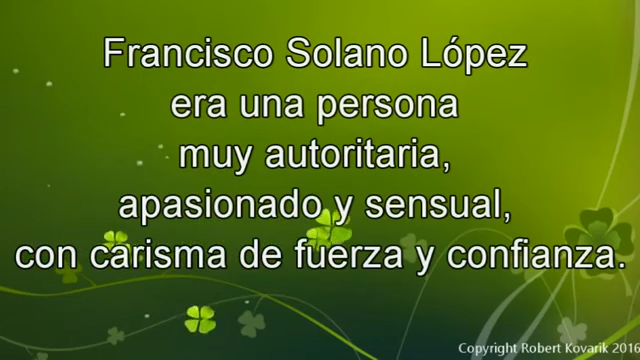 Francisco Solano López
era una persona
muy autoritaria,
apasionado y sensual,
con carisma de fuerza y confianza.
Copyright Robert Kovarik 2016